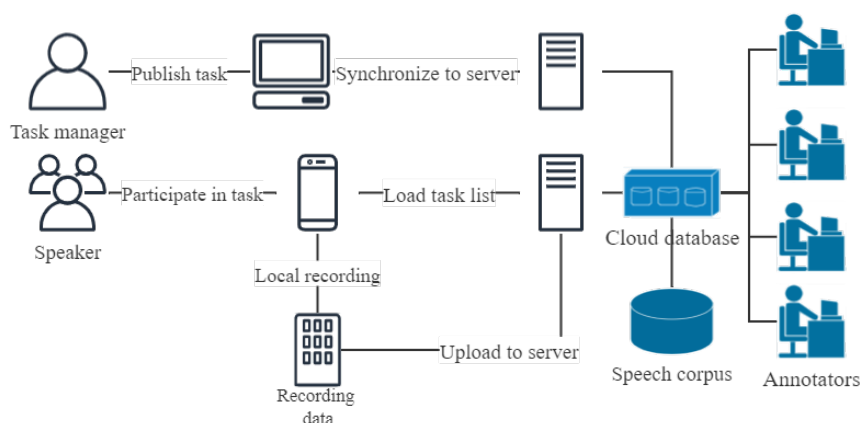 Publish task
Synchronize to server
Task manager
Participate in task
Load task list
Speaker
Cloud database
Local recording
Upload to server
Speech corpus
Annotators
Recording
data